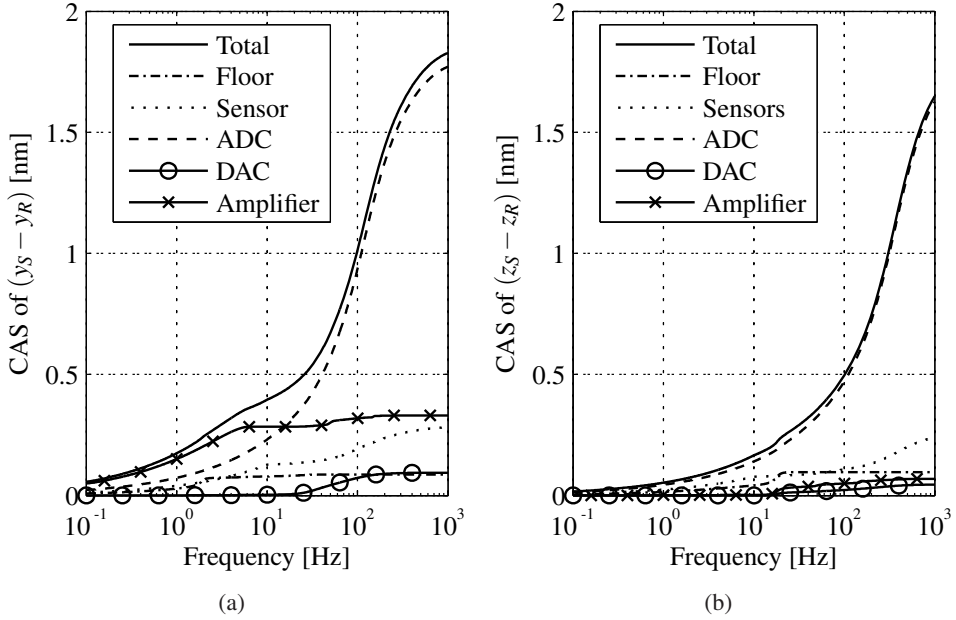 2
1.5
1
0.5
0
CAS of (y_S − y_R) [nm]
Total
Floor
Sensor
ADC
DAC
Amplifier
10^-1 10^0 10^1 10^2 10^3
Frequency [Hz]
(a)
2
1.5
1
0.5
0
CAS of (z_S − z_R) [nm]
Total
Floor
Sensors
ADC
DAC
Amplifier
10^-1 10^0 10^1 10^2 10^3
Frequency [Hz]
(b)